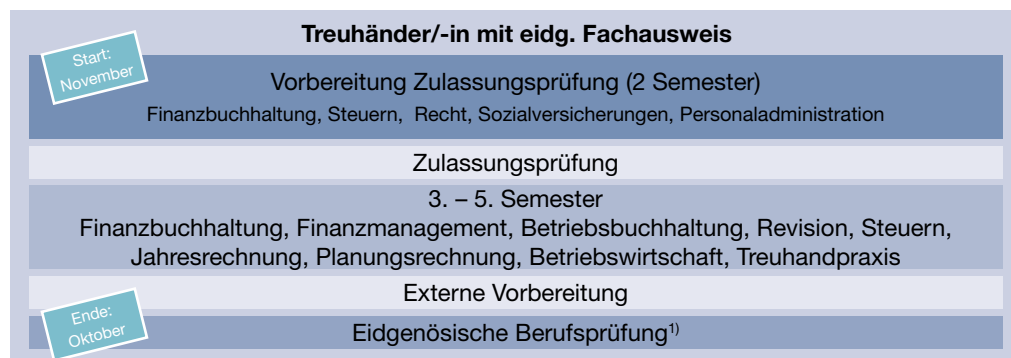 Treuhänder/-in mit eidg. Fachausweis
Start:
November
Vorbereitung Zulassungsprüfung (2 Semester)
Finanzbuchhaltung, Steuern, Recht, Sozialversicherungen, Personaladministration
Zulassungsprüfung
3. – 5. Semester
Finanzbuchhaltung, Finanzmanagement, Betriebsbuchhaltung, Revision, Steuern,
Jahresrechnung, Planungsrechnung, Betriebswirtschaft, Treuhandpraxis
Externe Vorbereitung
Ende:
Oktober
Eidgenösische Berufsprüfung¹⁾